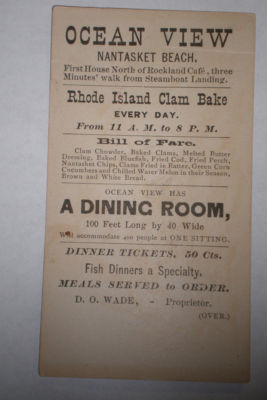 OCEAN VIEW
NANTASKET BEACH.
First House North of Rockland Café, three
Minutes' walk from Steamboat Landing.
Rhode Island Clam Bake
EVERY DAY.
From 11 A. M. to 8 P. M.
Bill of Fare.
Clam Chowder, Baked Clams, Melted Butter
Dressing, Baked Bluefish, Fried Cod, Fried Perch,
Nantasket Chips, Clams Fried in Batter, Green Corn
Cucumbers and Chilled Water Melon in their Season,
Brown and White Bread.
OCEAN VIEW HAS
A DINING ROOM,
100 Feet Long by 40 Wide
Will accommodate 400 people at ONE SITTING.
DINNER TICKETS, 50 Cts.
Fish Dinners a Specialty.
MEALS SERVED to ORDER.
D. O. WADE, - Proprietor.
(OVER.)